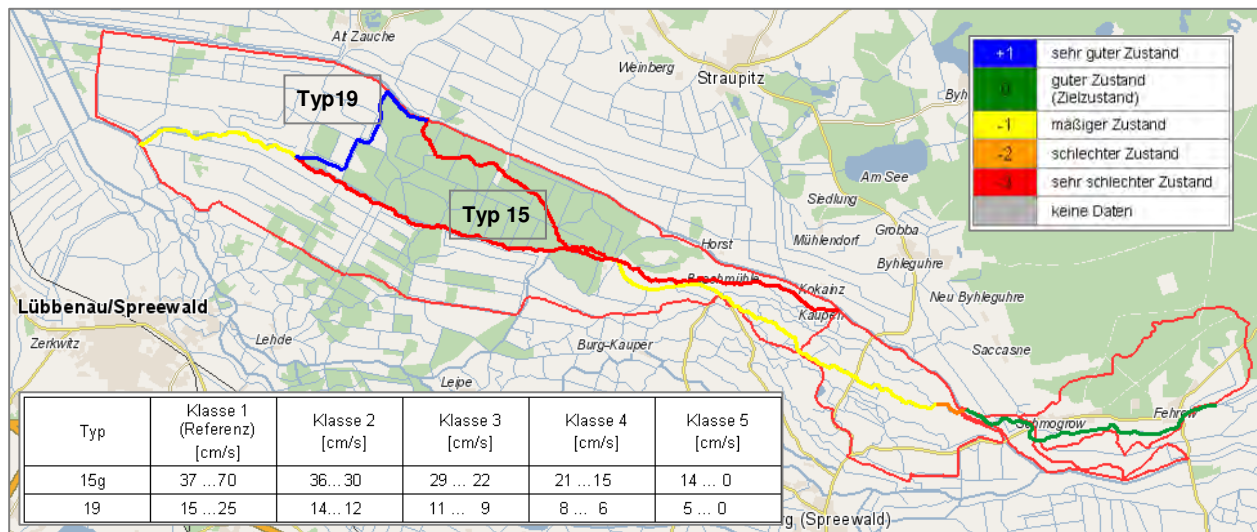 At Zauche
Weinberg
Straupitz
Byh
Typ19
Typ 15
Am See
Siedlung
Mühlendorf
Grobba
Byhleguhre
Horst
Kokainz
Kaupen
Neu Byhleguhre
Saccasne
Fehrow
Schmogrow
Lübbenau/Spreewald
Zerkwitz
Lehde
Leipe
Burg-Kauper
rg (Spreewald)
+1 sehr guter Zustand
0 guter Zustand
(Zielzustand)
-1 mäßiger Zustand
-2 schlechter Zustand
-3 sehr schlechter Zustand
keine Daten
Typ Klasse 1 (Referenz) [cm/s] Klasse 2 [cm/s] Klasse 3 [cm/s] Klasse 4 [cm/s] Klasse 5 [cm/s]
15g 37 ...70 36... 30 29 ... 22 21 ... 15 14 ... 0
19 15 ...25 14... 12 11 ... 9 8 ... 6 5 ... 0